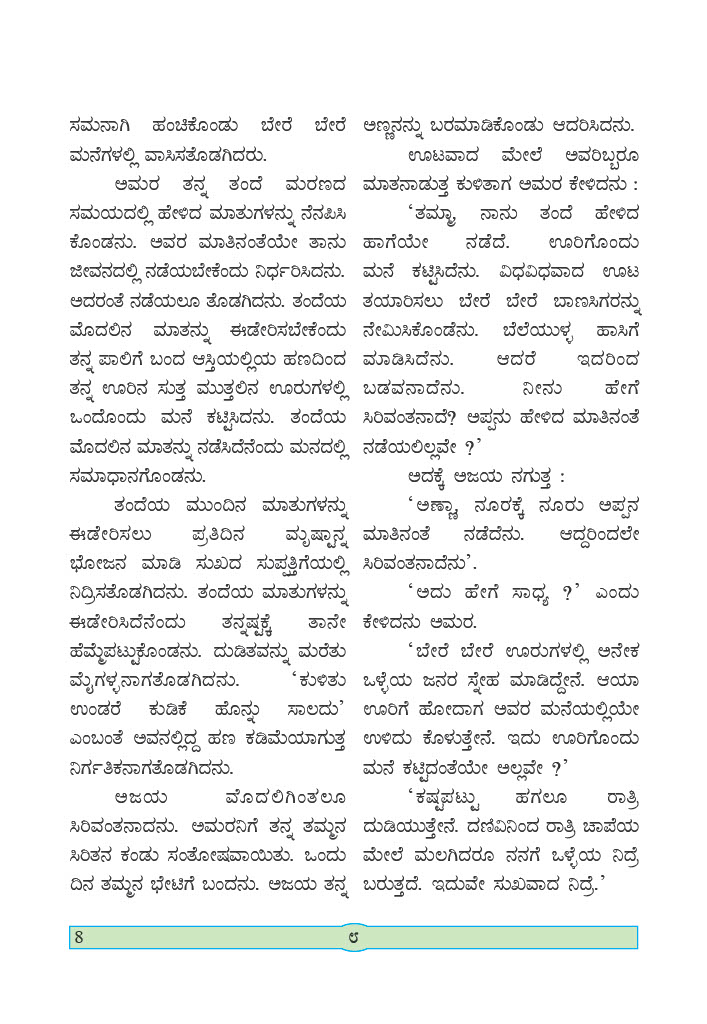 ಸಮನಾಗಿ ಹಂಚಿಕೊಂಡು ಬೇರೆ ಬೇರೆ
ಮನೆಗಳಲ್ಲಿ ವಾಸಿಸತೊಡಗಿದರು.
ಅಮರ ತನ್ನ ತಂದೆ ಮರಣದ
ಸಮಯದಲ್ಲಿ ಹೇಳಿದ ಮಾತುಗಳನ್ನು ನೆನಪಿಸಿ
ಕೊಂಡನು. ಅವರ ಮಾತಿನಂತೆಯೇ ತಾನು
ಜೀವನದಲ್ಲಿ ನಡೆಯಬೇಕೆಂದು ನಿರ್ಧರಿಸಿದನು.
ಅದರಂತೆ ನಡೆಯಲೂ ತೊಡಗಿದನು. ತಂದೆಯ
ಮೊದಲಿನ ಮಾತನ್ನು ಈಡೇರಿಸಬೇಕೆಂದು
ತನ್ನ ಪಾಲಿಗೆ ಬಂದ ಆಸ್ತಿಯಲ್ಲಿಯ ಹಣದಿಂದ
ತನ್ನ ಊರಿನ ಸುತ್ತ ಮುತ್ತಲಿನ ಊರುಗಳಲ್ಲಿ
ಒಂದೊಂದು ಮನೆ ಕಟ್ಟಿಸಿದನು. ತಂದೆಯ
ಮೊದಲಿನ ಮಾತನ್ನು ನಡೆಸಿದೆನೆಂದು ಮನದಲ್ಲಿ
ಸಮಾಧಾನಗೊಂಡನು.
ತಂದೆಯ ಮುಂದಿನ ಮಾತುಗಳನ್ನು
ಈಡೇರಿಸಲು ಪ್ರತಿದಿನ ಮೃಷ್ಟಾನ್ನ
ಭೋಜನ ಮಾಡಿ ಸುಖದ ಸುಪ್ಪತ್ತಿಗೆಯಲ್ಲಿ
ನಿದ್ರಿಸತೊಡಗಿದನು. ತಂದೆಯ ಮಾತುಗಳನ್ನು
ಈಡೇರಿಸಿದೆನೆಂದು ತನ್ನಷ್ಟಕ್ಕೆ ತಾನೇ
ಹೆಮ್ಮೆಪಟ್ಟುಕೊಂಡನು. ದುಡಿತವನ್ನು ಮರೆತು
ಮೈಗಳ್ಳನಾಗತೊಡಗಿದನು. ‘ಕುಳಿತು
ಉಂಡರೆ ಕುಡಿಕೆ ಹೊನ್ನು ಸಾಲದು’
ಎಂಬಂತೆ ಅವನಲ್ಲಿದ್ದ ಹಣ ಕಡಿಮೆಯಾಗುತ್ತ
ನಿರ್ಗತಿಕನಾಗತೊಡಗಿದನು.
ಅಜಯ ಮೊದಲಿಗಿಂತಲೂ
ಸಿರಿವಂತನಾದನು. ಅಮರನಿಗೆ ತನ್ನ ತಮ್ಮನ
ಸಿರಿತನ ಕಂಡು ಸಂತೋಷವಾಯಿತು. ಒಂದು
ದಿನ ತಮ್ಮನ ಭೇಟಿಗೆ ಬಂದನು. ಅಜಯ ತನ್ನ
ಅಣ್ಣನನ್ನು ಬರಮಾಡಿಕೊಂಡು ಆದರಿಸಿದನು.
ಊಟವಾದ ಮೇಲೆ ಅವರಿಬ್ಬರೂ
ಮಾತನಾಡುತ್ತ ಕುಳಿತಾಗ ಅಮರ ಕೇಳಿದನು :
‘ತಮ್ಮಾ, ನಾನು ತಂದೆ ಹೇಳಿದ
ಹಾಗೆಯೇ ನಡೆದೆ. ಊರಿಗೊಂದು
ಮನೆ ಕಟ್ಟಿಸಿದೆನು. ವಿಧವಿಧವಾದ ಊಟ
ತಯಾರಿಸಲು ಬೇರೆ ಬೇರೆ ಬಾಣಸಿಗರನ್ನು
ನೇಮಿಸಿಕೊಂಡೆನು. ಬೆಲೆಯುಳ್ಳ ಹಾಸಿಗೆ
ಮಾಡಿಸಿದೆನು. ಆದರೆ ಇದರಿಂದ
ಬಡವನಾದೆನು. ನೀನು ಹೇಗೆ
ಸಿರಿವಂತನಾದೆ? ಅಪ್ಪನು ಹೇಳಿದ ಮಾತಿನಂತೆ
ನಡೆಯಲಿಲ್ಲವೇ ?’
ಅದಕ್ಕೆ ಅಜಯ ನಗುತ್ತ :
‘ಅಣ್ಣಾ, ನೂರಕ್ಕೆ ನೂರು ಅಪ್ಪನ
ಮಾತಿನಂತೆ ನಡೆದೆನು. ಆದ್ದರಿಂದಲೇ
ಸಿರಿವಂತನಾದೆನು’.
‘ಅದು ಹೇಗೆ ಸಾಧ್ಯ ?’ ಎಂದು
ಕೇಳಿದನು ಅಮರ.
‘ಬೇರೆ ಬೇರೆ ಊರುಗಳಲ್ಲಿ ಅನೇಕ
ಒಳ್ಳೆಯ ಜನರ ಸ್ನೇಹ ಮಾಡಿದ್ದೇನೆ. ಆಯಾ
ಊರಿಗೆ ಹೋದಾಗ ಅವರ ಮನೆಯಲ್ಲಿಯೇ
ಉಳಿದು ಕೊಳುತ್ತೇನೆ. ಇದು ಊರಿಗೊಂದು
ಮನೆ ಕಟ್ಟಿದಂತೆಯೇ ಅಲ್ಲವೇ ?’
‘ಕಷ್ಟಪಟ್ಟು ಹಗಲೂ ರಾತ್ರಿ
ದುಡಿಯುತ್ತೇನೆ. ದಣಿವಿನಿಂದ ರಾತ್ರಿ ಚಾಪೆಯ
ಮೇಲೆ ಮಲಗಿದರೂ ನನಗೆ ಒಳ್ಳೆಯ ನಿದ್ರೆ
ಬರುತ್ತದೆ. ಇದುವೇ ಸುಖವಾದ ನಿದ್ರೆ.’
8 ೮